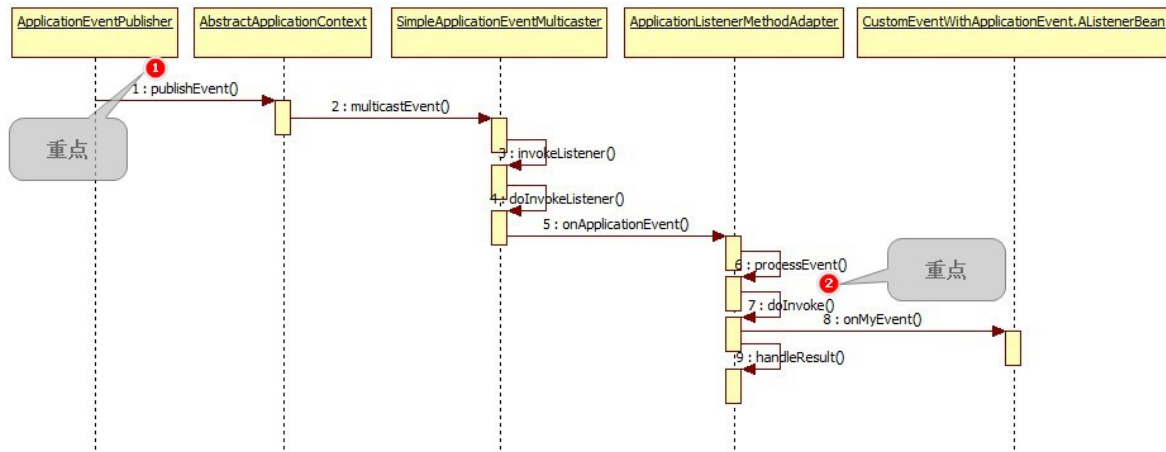 ApplicationEventPublisher
AbstractApplicationContext
SimpleApplicationEventMulticaster
ApplicationListenerMethodAdapter
CustomEventWithApplicationEvent.AListenerBean
1
1 : publishEvent()
2 : multicastEvent()
重点
3 : invokeListener()
4 : doInvokeListener()
5 : onApplicationEvent()
6 : processEvent()
重点
2
7 : doInvoke()
8 : onMyEvent()
9 : handleResult()